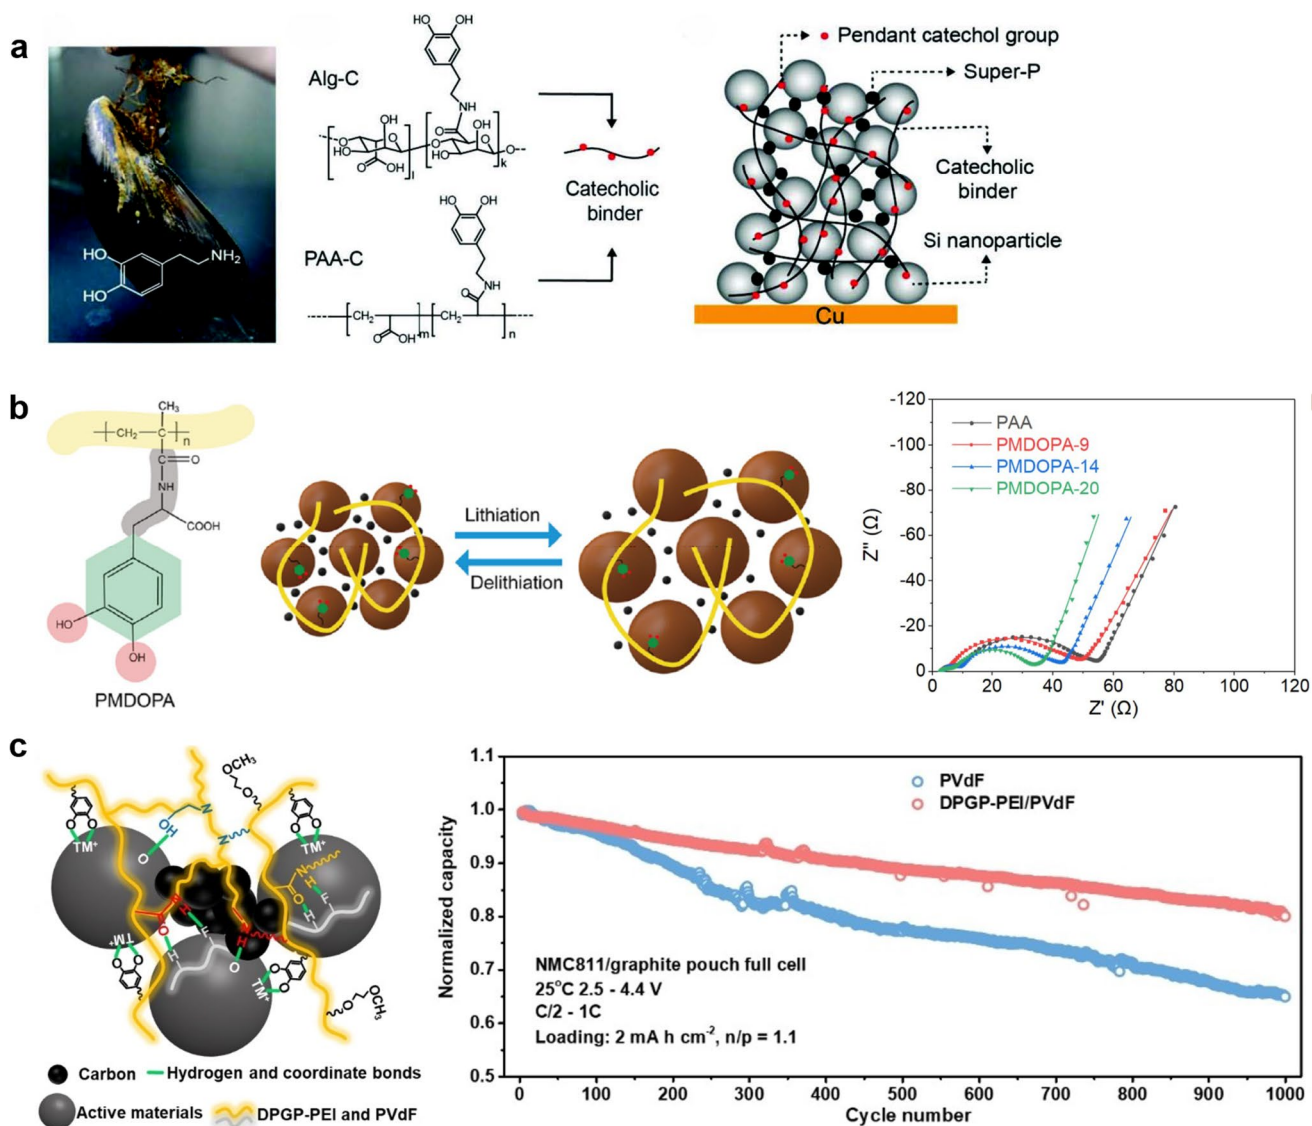 a
HO
HO
NH₂
Alg-C
HO OH
NH
O
OH
HO
O
OH
l
O
OH
HO
k
O
PAA-C
HO OH
NH
O
CH₂
O
OH
m
CH₂
n
Catecholic
binder
Pendant catechol group
Super-P
Catecholic
binder
Si nanoparticle
Cu
b
CH₃
CH₂
C
n
C
O
NH
COOH
HO
OH
PMDOPA
Lithiation
Delithiation
PAA
PMDOPA-9
PMDOPA-14
PMDOPA-20
-120
-100
-80
-60
-40
-20
0
0 20 40 60 80 100 120
Z" (Ω)
Z' (Ω)
c
OCH₃
TM⁺
TM⁺
TM⁺
TM⁺
OCH₃
Carbon
Hydrogen and coordinate bonds
Active materials
DPGP-PEI and PVdF
Normalized capacity
1.1
1.0
0.9
0.8
0.7
0.6
0.5
PVdF
DPGP-PEI/PVdF
NMC811/graphite pouch full cell
25°C 2.5 - 4.4 V
C/2 - 1C
Loading: 2 mA h cm⁻², n/p = 1.1
0 100 200 300 400 500 600 700 800 900 1000
Cycle number